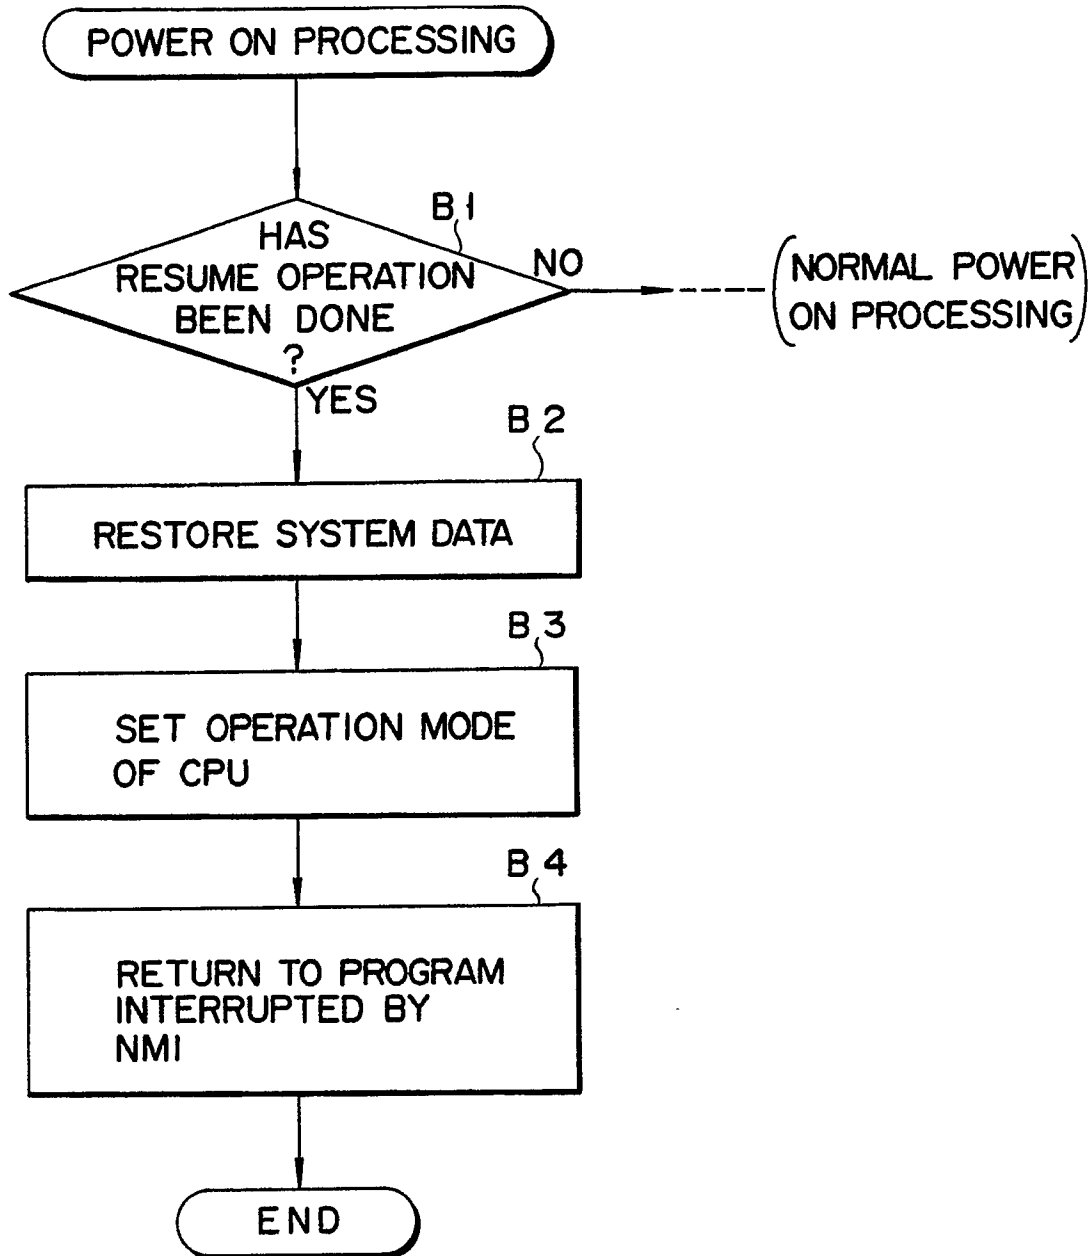 POWER ON PROCESSING
B1
HAS
RESUME OPERATION
BEEN DONE
?
NO
(NORMAL POWER
ON PROCESSING)
YES
B2
RESTORE SYSTEM DATA
B3
SET OPERATION MODE
OF CPU
B4
RETURN TO PROGRAM
INTERRUPTED BY
NMI
END